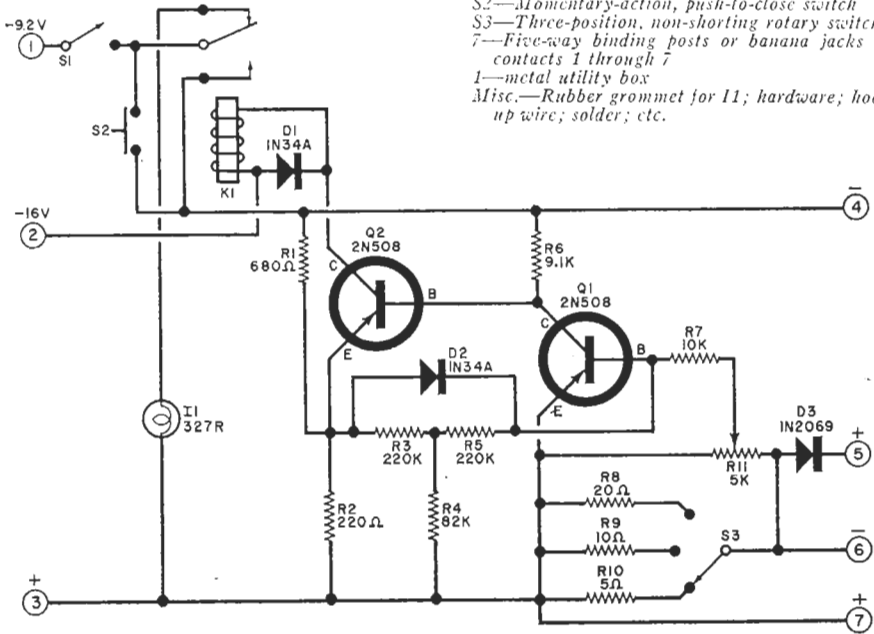 S2—Momentary-action, push-to-close switch
S3—Three-position, non-shorting rotary switch
7—Five-way binding posts or banana jacks
contacts 1 through 7
1—metal utility box
Misc.—Rubber grommet for I1; hardware; hoo
up wire; solder; etc.
-9.2V
1
S1
S2
K1
D1
1N34A
-16V
2
−
4
R1
680Ω
Q2
2N508
C
B
E
R6
9.1K
Q1
2N508
C
B
E
R7
10K
D2
1N34A
I1
327R
R3
220K
R5
220K
R11
5K
D3
1N2069
+
5
R2
220Ω
R4
82K
R8
20Ω
R9
10Ω
R10
5Ω
S3
−
6
+
3
+
7